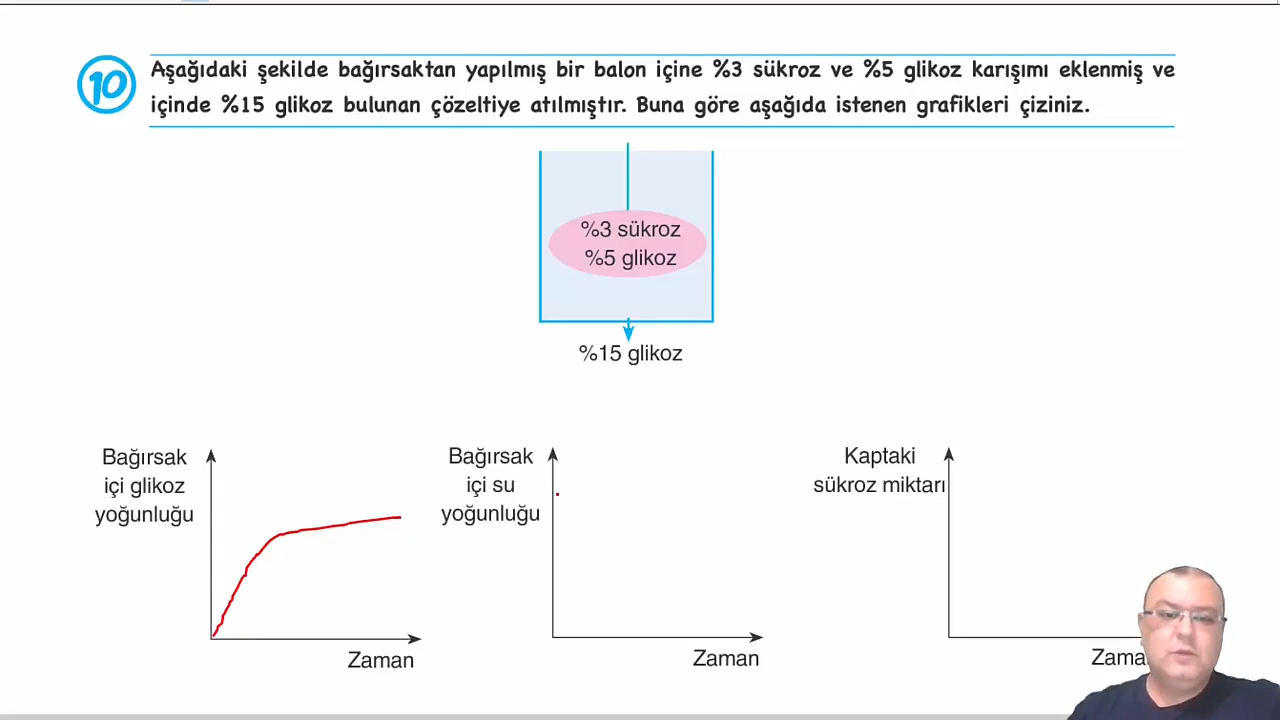 10
Aşağıdaki şekilde bağırsaktan yapılmış bir balon içine %3 sükroz ve %5 glikoz karışımı eklenmiş ve
içinde %15 glikoz bulunan çözeltiye atılmıştır. Buna göre aşağıda istenen grafikleri çiziniz.
%3 sükroz
%5 glikoz
%15 glikoz
Bağırsak
içi glikoz
yoğunluğu
Zaman
Bağırsak
içi su
yoğunluğu
Zaman
Kaptaki
sükroz miktarı
Zama